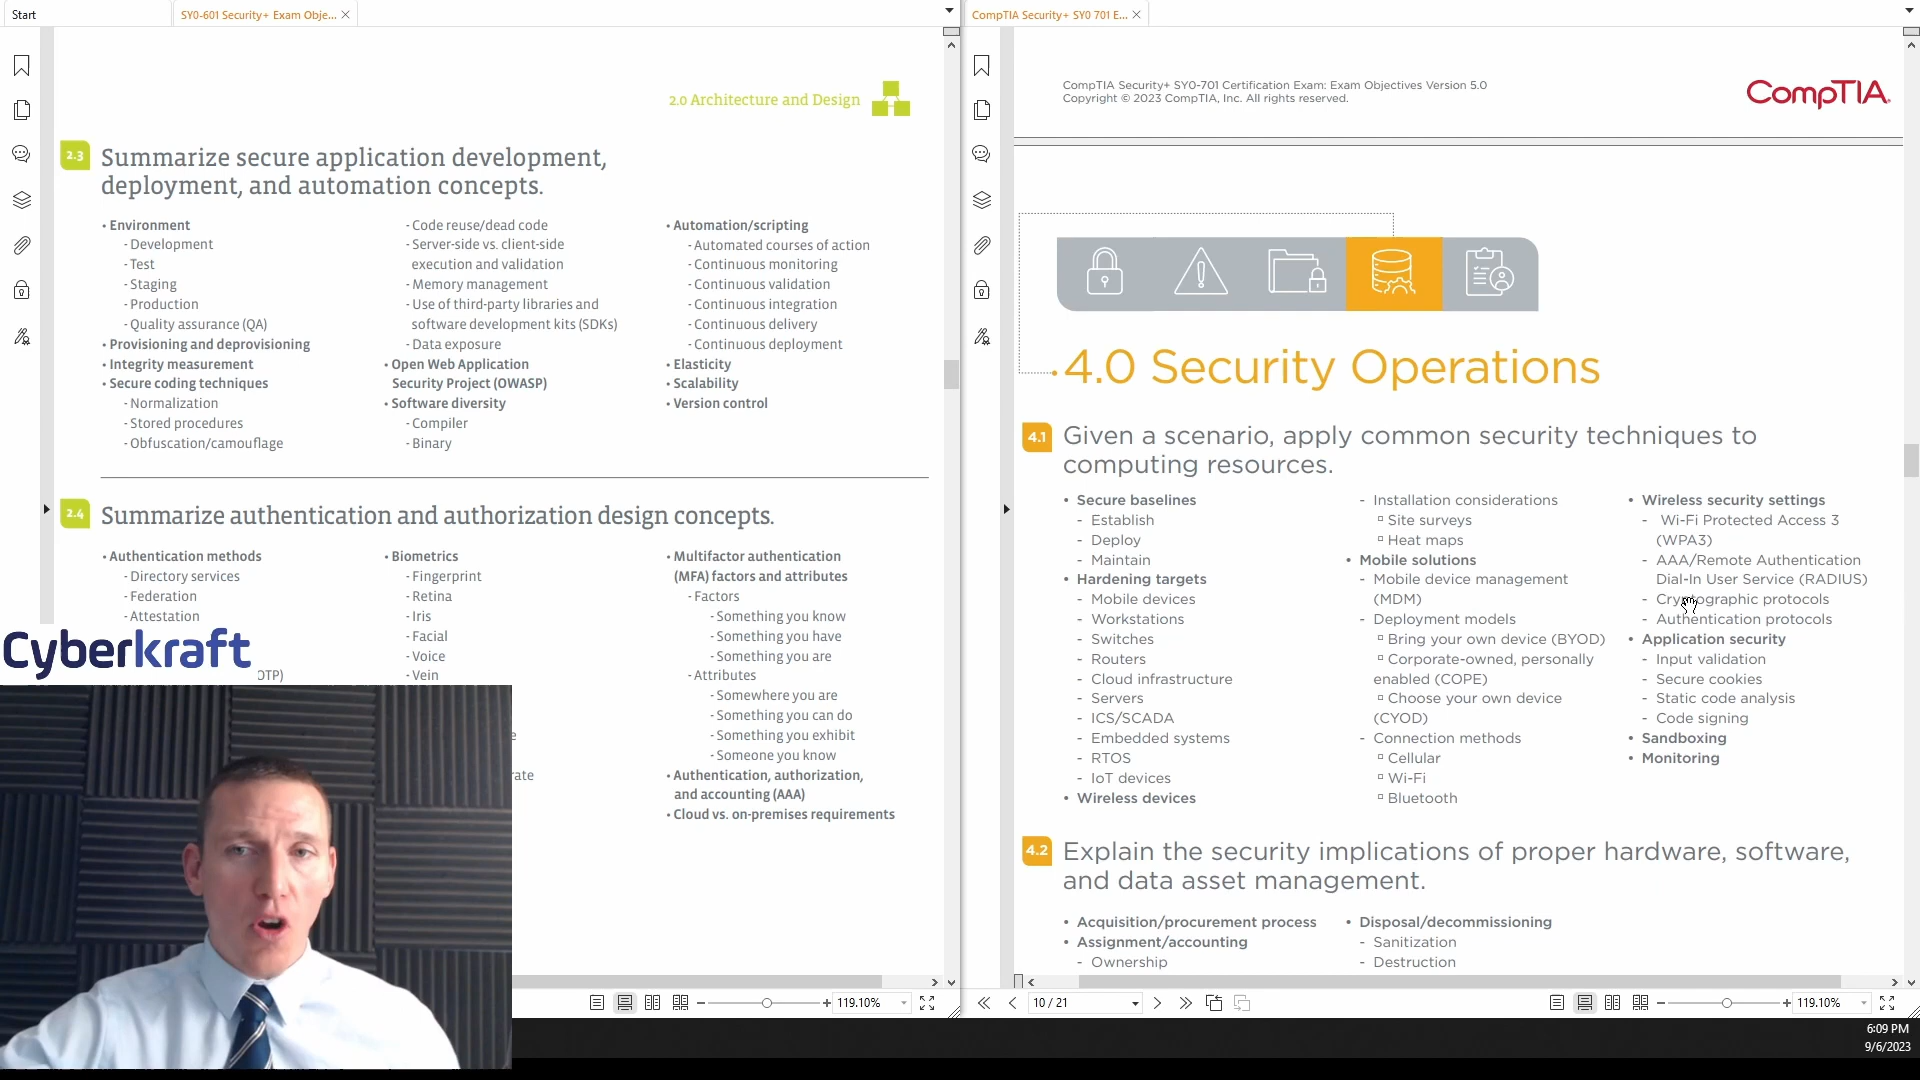 Start
SY0-601 Security+ Exam Obje...
2.0 Architecture and Design
2.3
Summarize secure application development,
deployment, and automation concepts.
• Environment
- Development
- Test
- Staging
- Production
- Quality assurance (QA)
• Provisioning and deprovisioning
• Integrity measurement
• Secure coding techniques
- Normalization
- Stored procedures
- Obfuscation/camouflage
- Code reuse/dead code
- Server-side vs. client-side
execution and validation
- Memory management
- Use of third-party libraries and
software development kits (SDKs)
- Data exposure
• Open Web Application
Security Project (OWASP)
• Software diversity
- Compiler
- Binary
• Automation/scripting
- Automated courses of action
- Continuous monitoring
- Continuous validation
- Continuous integration
- Continuous delivery
- Continuous deployment
• Elasticity
• Scalability
• Version control
2.4
Summarize authentication and authorization design concepts.
• Authentication methods
- Directory services
- Federation
- Attestation
OTP)
• Biometrics
- Fingerprint
- Retina
- Iris
- Facial
- Voice
- Vein
• Multifactor authentication
(MFA) factors and attributes
- Factors
- Something you know
- Something you have
- Something you are
- Attributes
- Somewhere you are
- Something you can do
- Something you exhibit
- Someone you know
• Authentication, authorization,
and accounting (AAA)
• Cloud vs. on-premises requirements
Cyberkraft
119.10%
CompTIA Security+ SY0 701 E...
CompTIA Security+ SY0-701 Certification Exam: Exam Objectives Version 5.0
Copyright © 2023 CompTIA, Inc. All rights reserved.
CompTIA.
4.0 Security Operations
4.1
Given a scenario, apply common security techniques to
computing resources.
• Secure baselines
- Establish
- Deploy
- Maintain
• Hardening targets
- Mobile devices
- Workstations
- Switches
- Routers
- Cloud infrastructure
- Servers
- ICS/SCADA
- Embedded systems
- RTOS
- IoT devices
• Wireless devices
- Installation considerations
▫ Site surveys
▫ Heat maps
• Mobile solutions
- Mobile device management
(MDM)
- Deployment models
▫ Bring your own device (BYOD)
▫ Corporate-owned, personally
enabled (COPE)
▫ Choose your own device
(CYOD)
- Connection methods
▫ Cellular
▫ Wi-Fi
▫ Bluetooth
• Wireless security settings
- Wi-Fi Protected Access 3
(WPA3)
- AAA/Remote Authentication
Dial-In User Service (RADIUS)
- Cryptographic protocols
- Authentication protocols
• Application security
- Input validation
- Secure cookies
- Static code analysis
- Code signing
• Sandboxing
• Monitoring
4.2
Explain the security implications of proper hardware, software,
and data asset management.
• Acquisition/procurement process
• Assignment/accounting
- Ownership
• Disposal/decommissioning
- Sanitization
- Destruction
10 / 21
119.10%
6:09 PM
9/6/2023